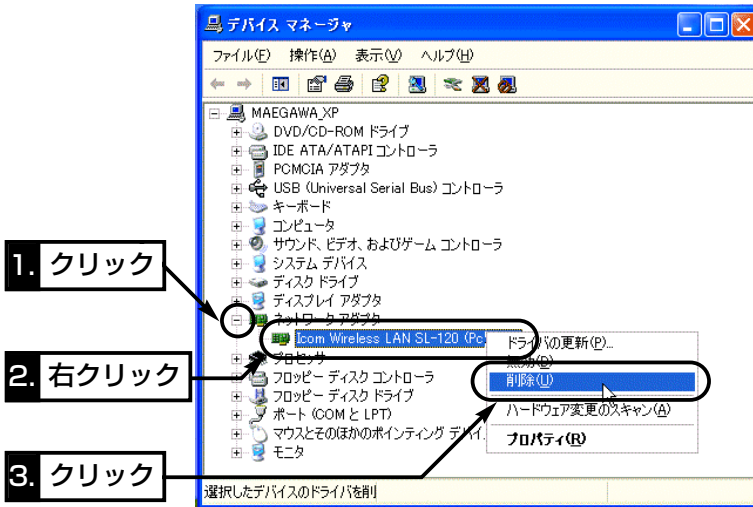 デバイス マネージャ
ファイル(F) 操作(A) 表示(V) ヘルプ(H)
MAEGAWA_XP
DVD/CD-ROM ドライブ
IDE ATA/ATAPI コントローラ
PCMCIA アダプタ
USB (Universal Serial Bus) コントローラ
キーボード
コンピュータ
サウンド、ビデオ、およびゲーム コントローラ
システム デバイス
ディスク ドライブ
ディスプレイ アダプタ
ネットワーク アダプタ
Icom Wireless LAN SL-120 (Pc
プロセッサ
フロッピー ディスク コントローラ
フロッピー ディスク ドライブ
ポート (COM と LPT)
マウスとそのほかのポインティング デバイ
モニタ
ドライバの更新(P)...
無効(D)
削除(U)
ハードウェア変更のスキャン(A)
プロパティ(R)
選択したデバイスのドライバを削
1. クリック
2. 右クリック
3. クリック